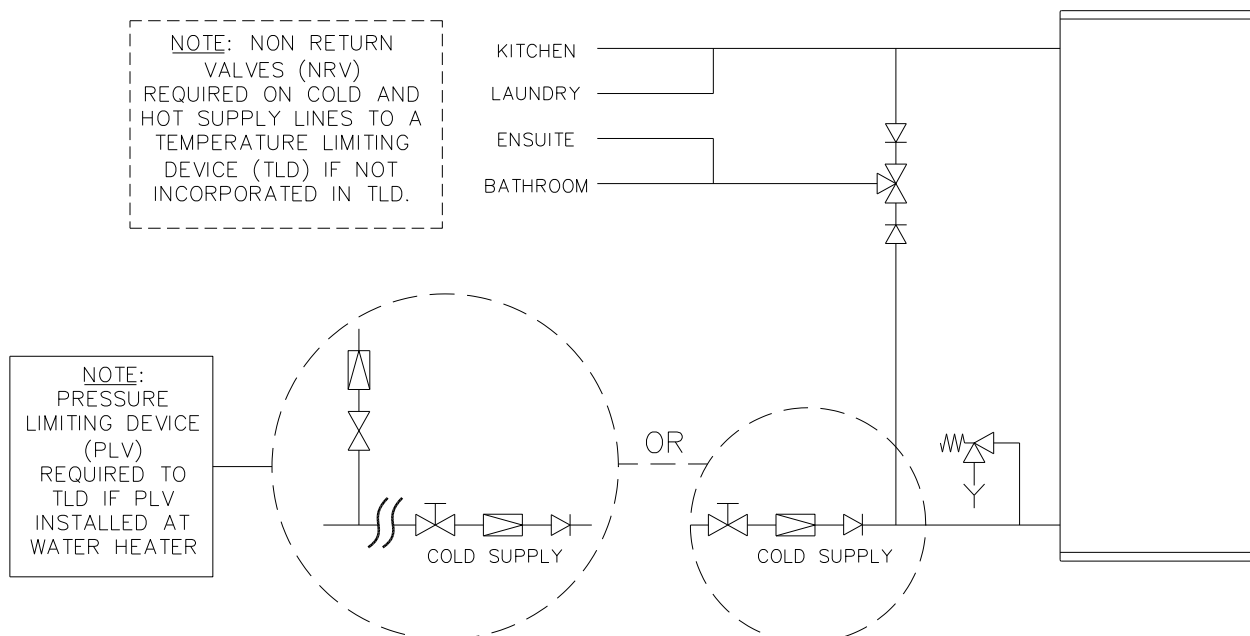 NOTE: NON RETURN
VALVES (NRV)
REQUIRED ON COLD AND
HOT SUPPLY LINES TO A
TEMPERATURE LIMITING
DEVICE (TLD) IF NOT
INCORPORATED IN TLD.
KITCHEN
LAUNDRY
ENSUITE
BATHROOM
NOTE:
PRESSURE
LIMITING DEVICE
(PLV)
REQUIRED TO
TLD IF PLV
INSTALLED AT
WATER HEATER
OR
COLD SUPPLY
COLD SUPPLY